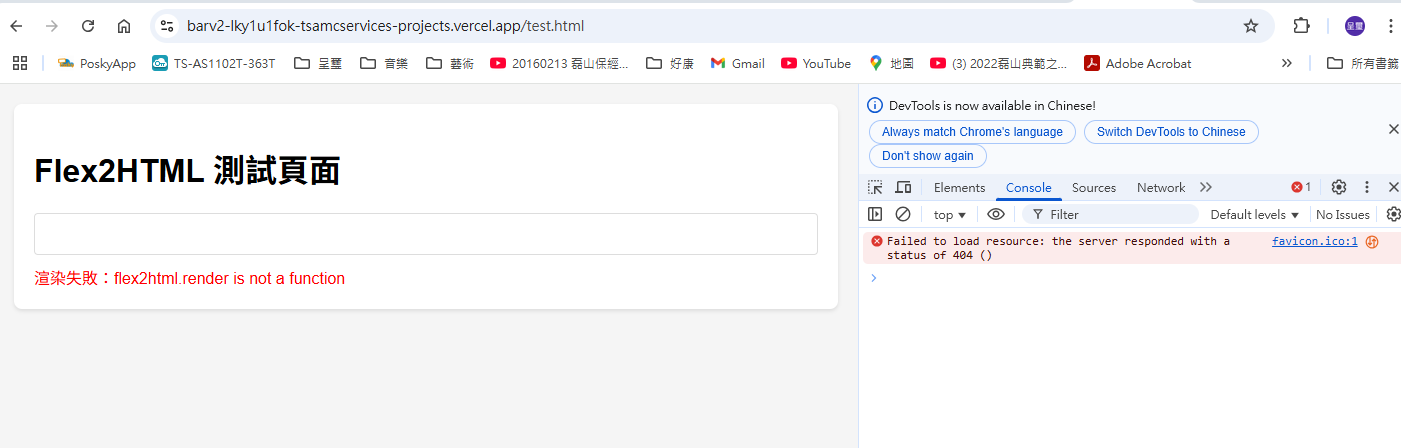 barv2-lky1u1fok-tsamcservices-projects.vercel.app/test.html
呈豐
PoskyApp TS-AS1102T-363T 呈豐 音樂 藝術 20160213 磊山保經... 好康 Gmail YouTube 地圖 (3) 2022磊山典範之... Adobe Acrobat 所有書籤
Flex2HTML 測試頁面
渲染失敗：flex2html.render is not a function
DevTools is now available in Chinese!
Always match Chrome's language Switch DevTools to Chinese
Don't show again
Elements Console Sources Network 1
top Filter Default levels No Issues
Failed to load resource: the server responded with a favicon.ico:1
status of 404 ()